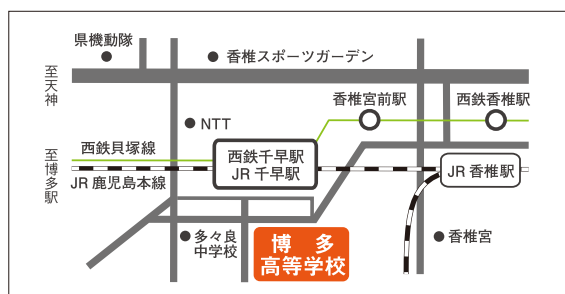 県機動隊
香椎スポーツガーデン
至天神
香椎宮前駅
西鉄香椎駅
NTT
西鉄貝塚線
西鉄千早駅
JR 千早駅
至博多駅
JR 鹿児島本線
JR 香椎駅
多々良
中学校
博多
高等学校
香椎宮